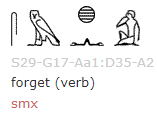 𓋴𓅓𓐍𓂜𓀁
S29-G17-Aa1:D35-A2
forget (verb)
smx